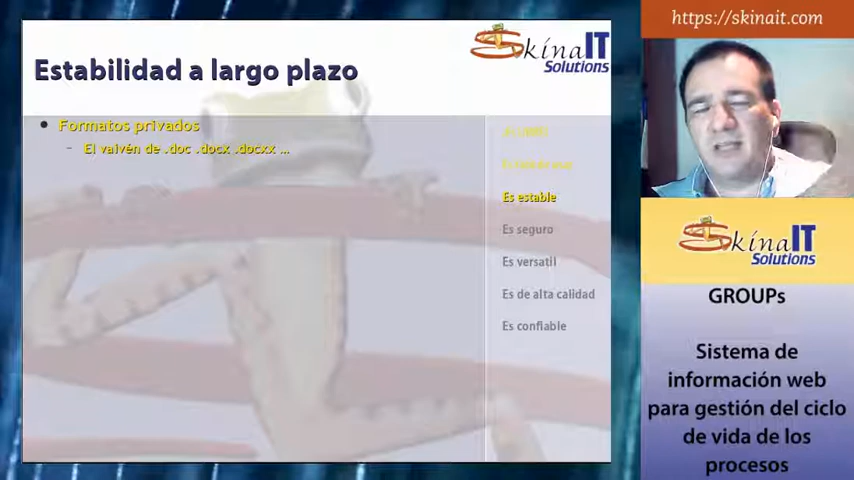 https://skinait.com
SkínaIT
Solutions
Estabilidad a largo plazo
Formatos privados
El vaivén de .doc .docx .docxx ...
Es estable
Es seguro
Es versatil
Es de alta calidad
Es confiable
SkínaIT
Solutions
GROUPs
Sistema de
información web
para gestión del ciclo
de vida de los
procesos